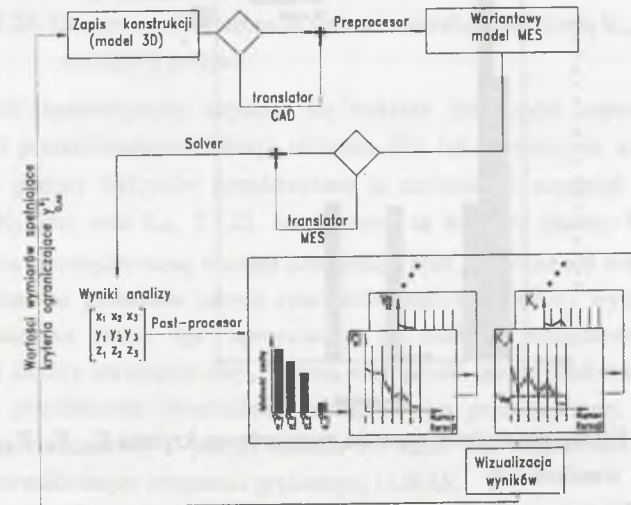 Zapis konstrukcji
(model 3D)
Preprocesor
Wariantowy
model MES
translator
CAD
Solver
translator
MES
Wartości wymiarów spełniające
kryteria ograniczające
Wyniki analizy
x₁ x₂ x₃
y₁ y₂ y₃
z₁ z₂ z₃
Post-procesor
Wizualizacja
wyników